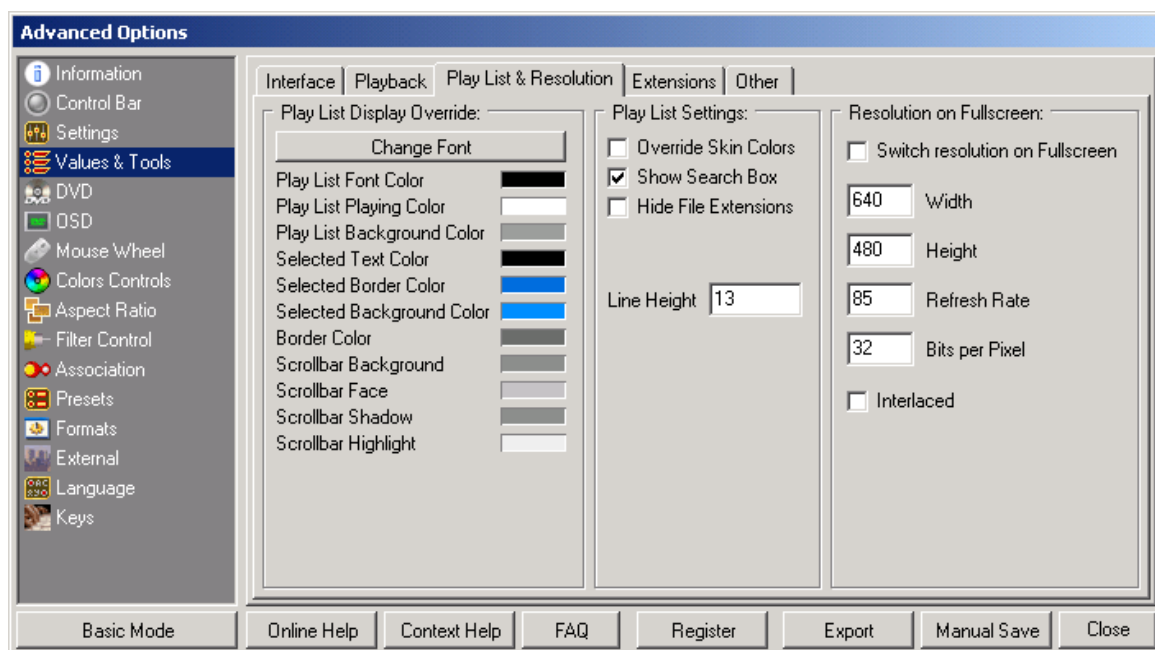 Advanced Options
Information
Control Bar
Settings
Values & Tools
DVD
OSD
Mouse Wheel
Colors Controls
Aspect Ratio
Filter Control
Association
Presets
Formats
External
Language
Keys
Interface
Playback
Play List & Resolution
Extensions
Other
Play List Display Override:
Change Font
Play List Font Color
Play List Playing Color
Play List Background Color
Selected Text Color
Selected Border Color
Selected Background Color
Border Color
Scrollbar Background
Scrollbar Face
Scrollbar Shadow
Scrollbar Highlight
Play List Settings:
Override Skin Colors
Show Search Box
Hide File Extensions
Line Height 13
Resolution on Fullscreen:
Switch resolution on Fullscreen
640 Width
480 Height
85 Refresh Rate
32 Bits per Pixel
Interlaced
Basic Mode
Online Help
Context Help
FAQ
Register
Export
Manual Save
Close